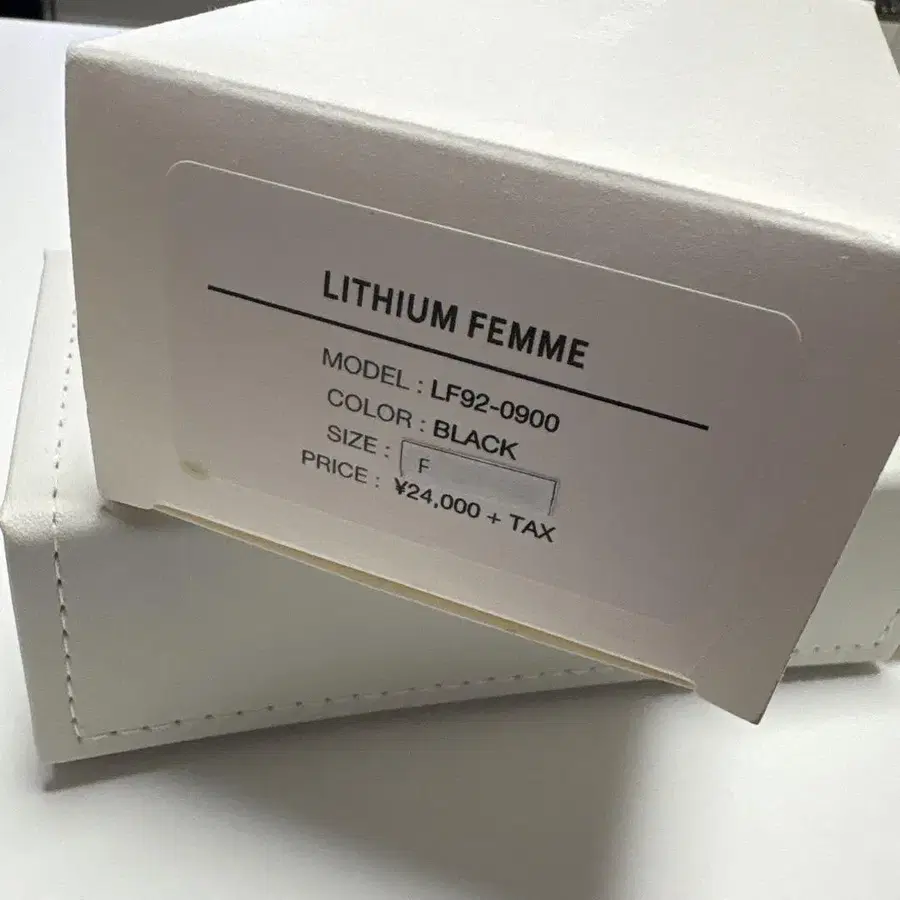 LITHIUM FEMME
MODEL : LF92-0900
COLOR : BLACK
SIZE : F
PRICE : ¥24,000 + TAX